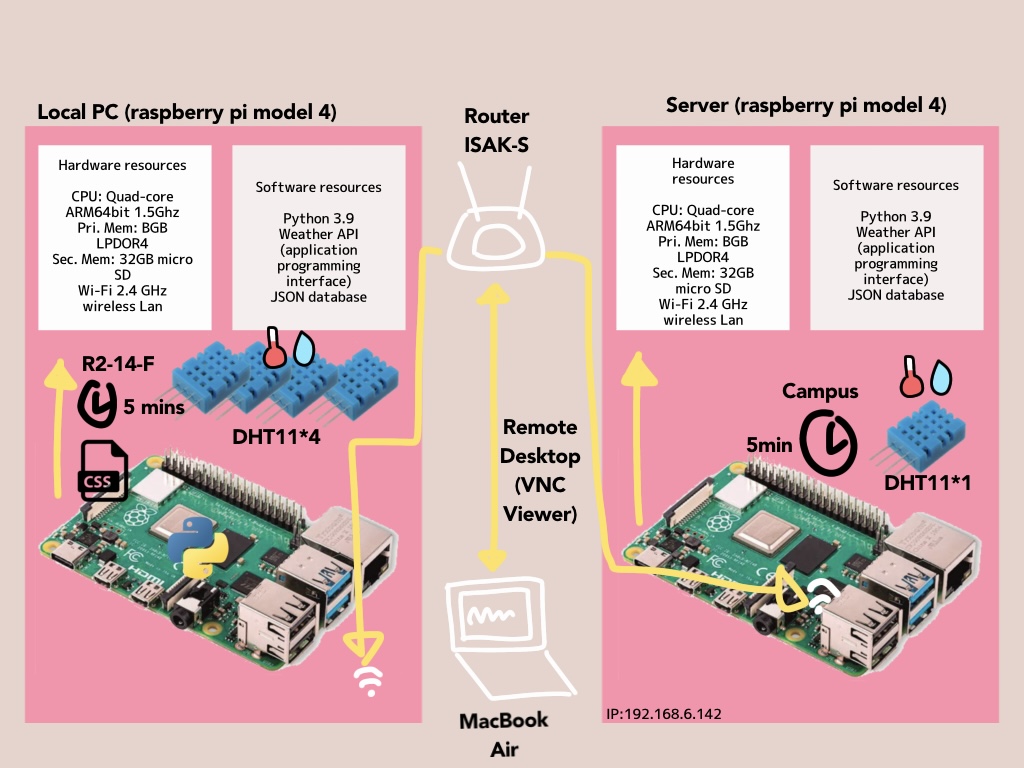 Local PC (raspberry pi model 4)
Hardware resources
CPU: Quad-core
ARM64bit 1.5Ghz
Pri. Mem: BGB
LPDOR4
Sec. Mem: 32GB micro
SD
Wi-Fi 2.4 GHz
wireless Lan
Software resources
Python 3.9
Weather API
(application
programming
interface)
JSON database
R2-14-F
5 mins
DHT11*4
CSS
HDMI
Router
ISAK-S
Remote
Desktop
(VNC
Viewer)
MacBook
Air
Server (raspberry pi model 4)
Hardware
resources
CPU: Quad-core
ARM64bit 1.5Ghz
Pri. Mem: BGB
LPDOR4
Sec. Mem: 32GB
micro SD
Wi-Fi 2.4 GHz
wireless Lan
Software resources
Python 3.9
Weather API
(application
programming
interface)
JSON database
Campus
5min
DHT11*1
HDMI
IP:192.168.6.142